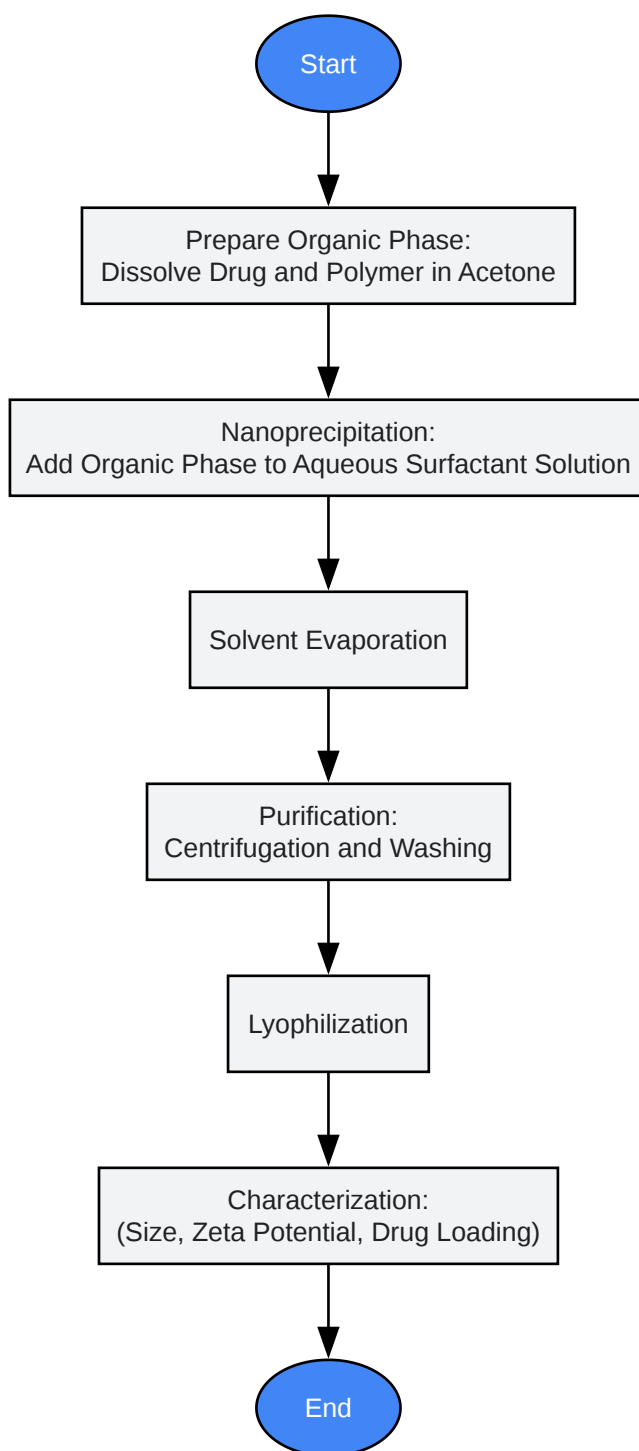 Start
Prepare Organic Phase:
Dissolve Drug and Polymer in Acetone
Nanoprecipitation:
Add Organic Phase to Aqueous Surfactant Solution
Solvent Evaporation
Purification:
Centrifugation and Washing
Lyophilization
Characterization:
(Size, Zeta Potential, Drug Loading)
End